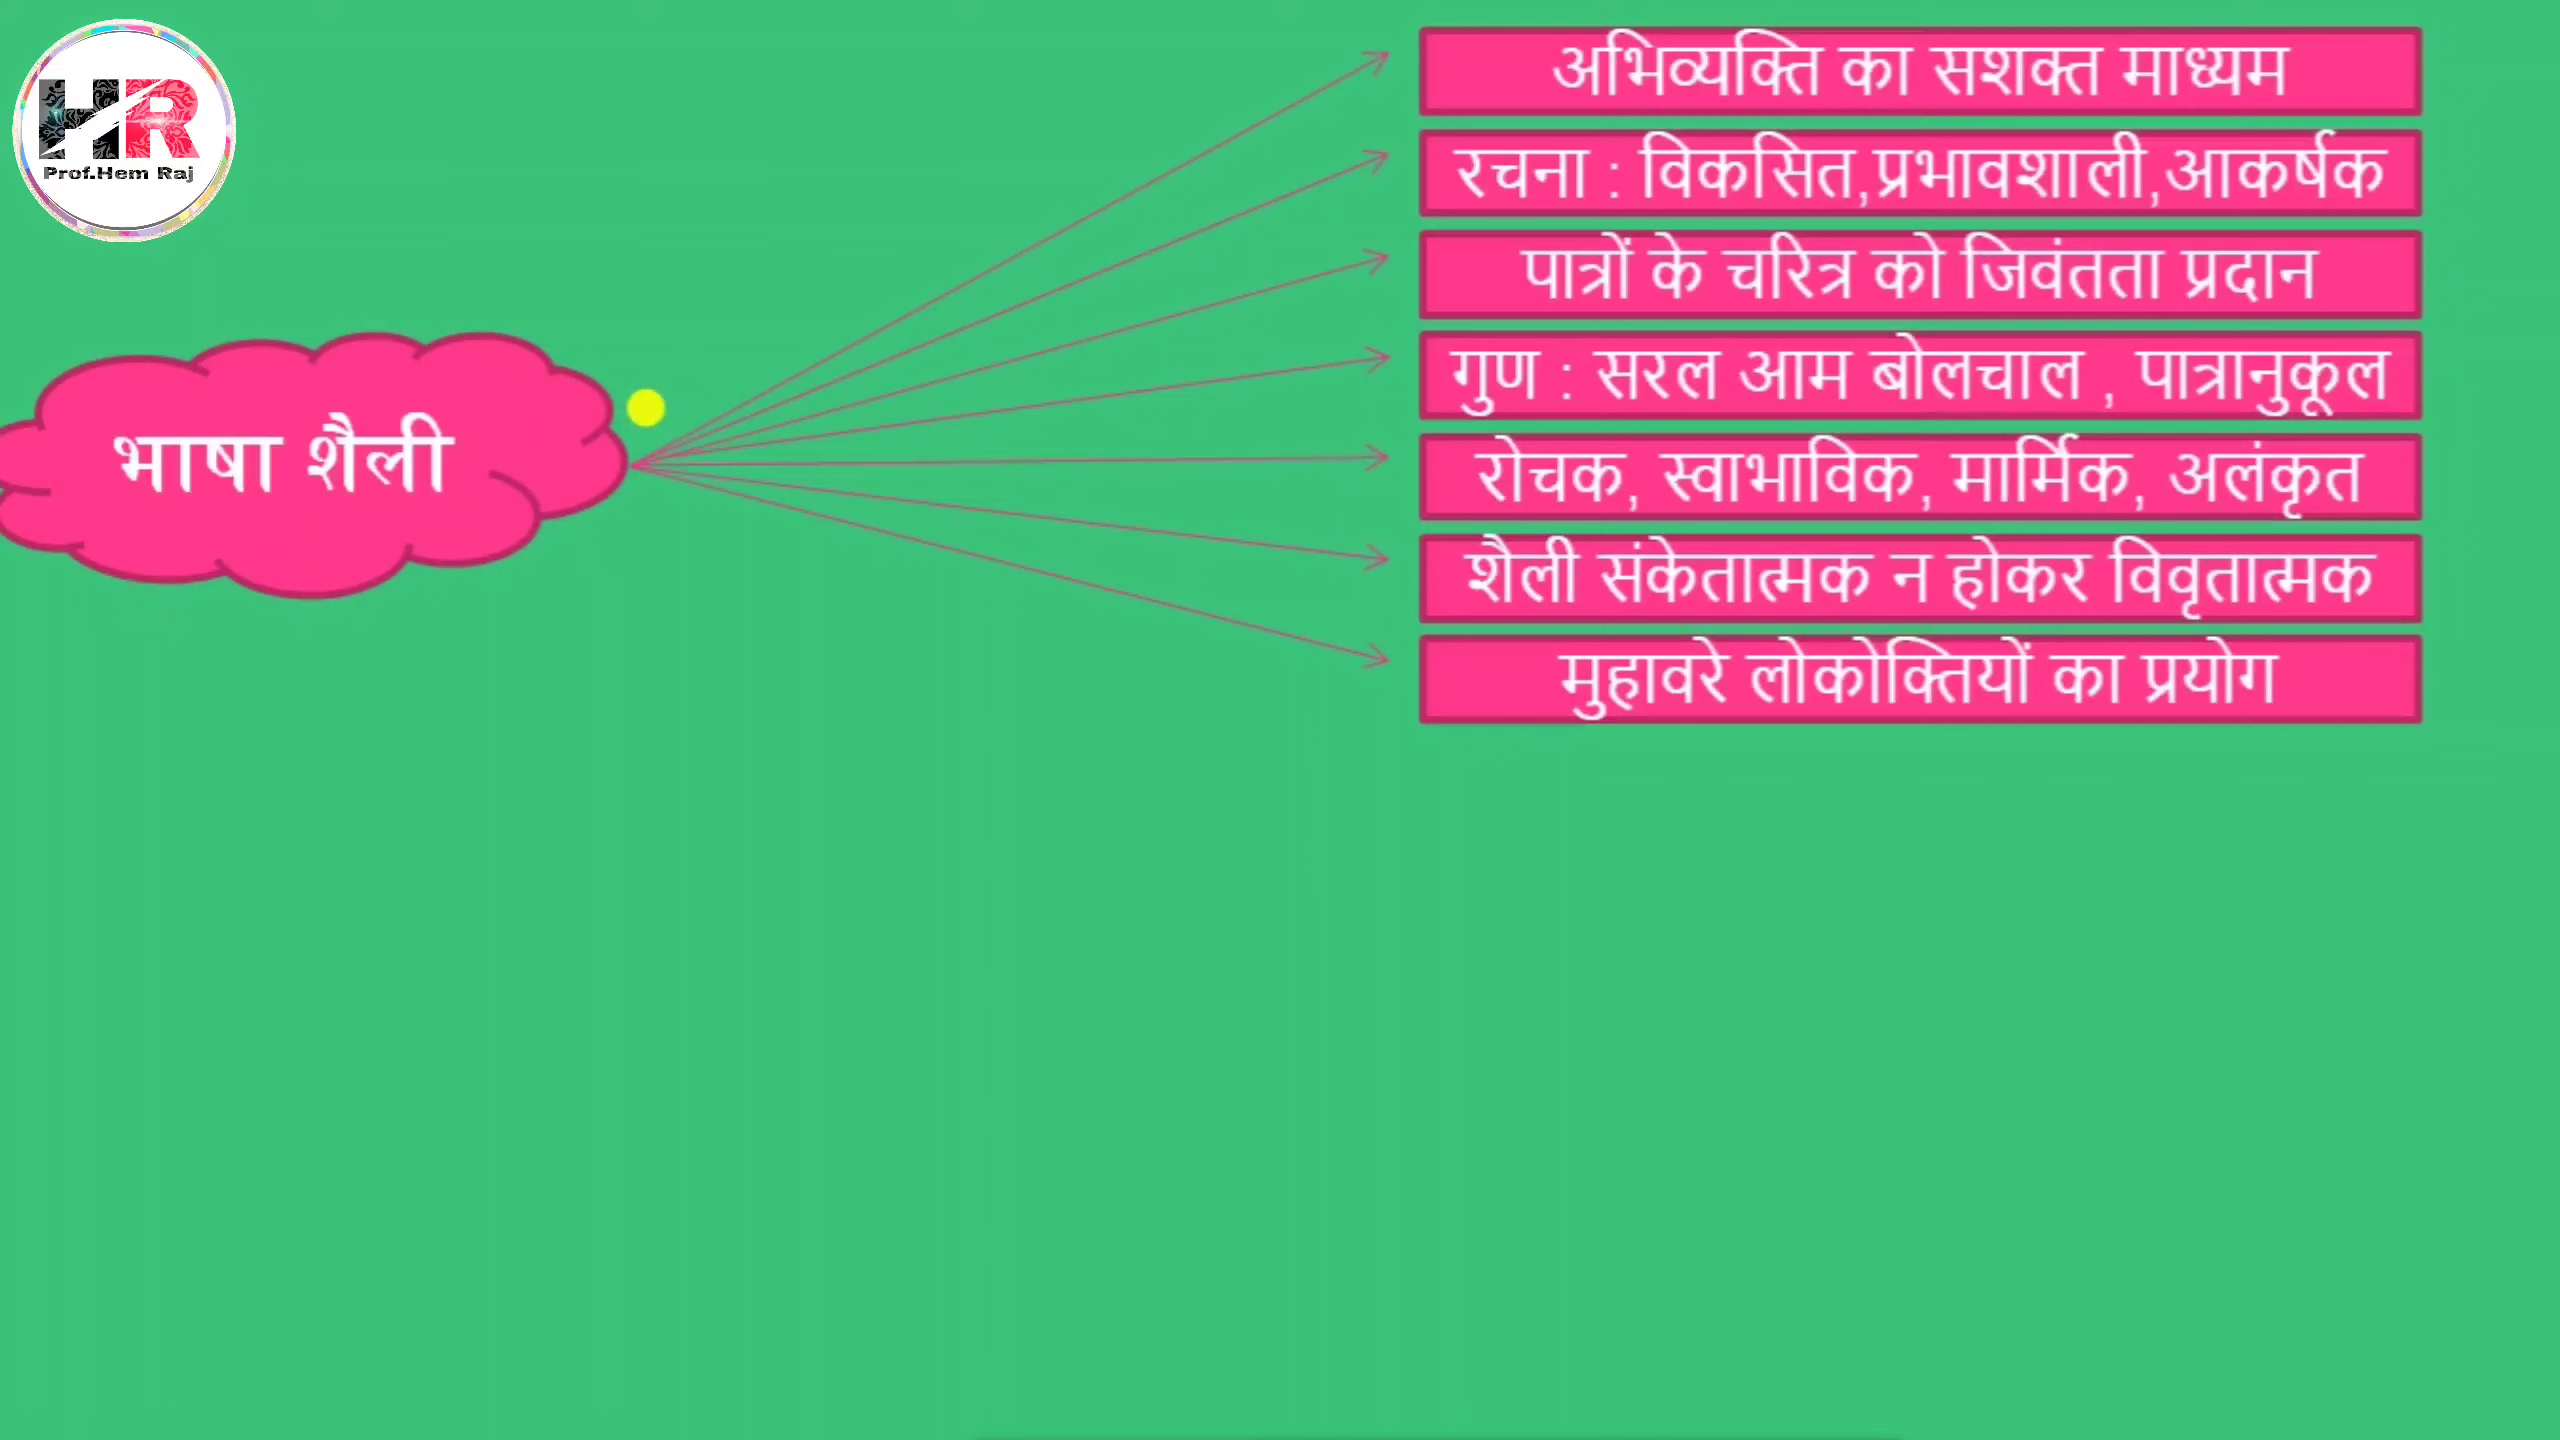 HR
Prof.Hem Raj
भाषा शैली
अभिव्यक्ति का सशक्त माध्यम
रचना : विकसित,प्रभावशाली,आकर्षक
पात्रों के चरित्र को जिवंतता प्रदान
गुण : सरल आम बोलचाल , पात्रानुकूल
रोचक, स्वाभाविक, मार्मिक, अलंकृत
शैली संकेतात्मक न होकर विवृतात्मक
मुहावरे लोकोक्तियों का प्रयोग